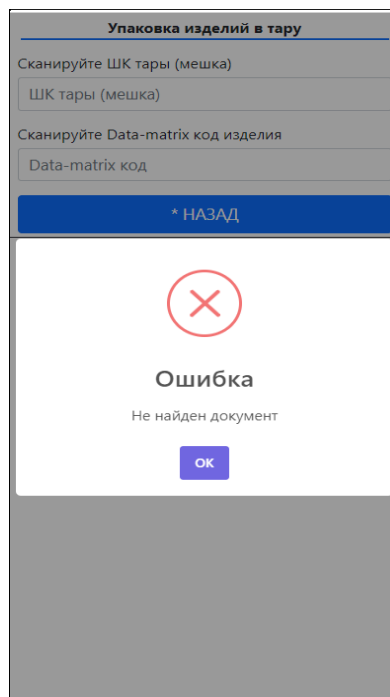 Упаковка изделий в тару
Сканируйте ШК тары (мешка)
ШК тары (мешка)
Сканируйте Data-matrix код изделия
Data-matrix код
* НАЗАД
Ошибка
Не найден документ
ОК